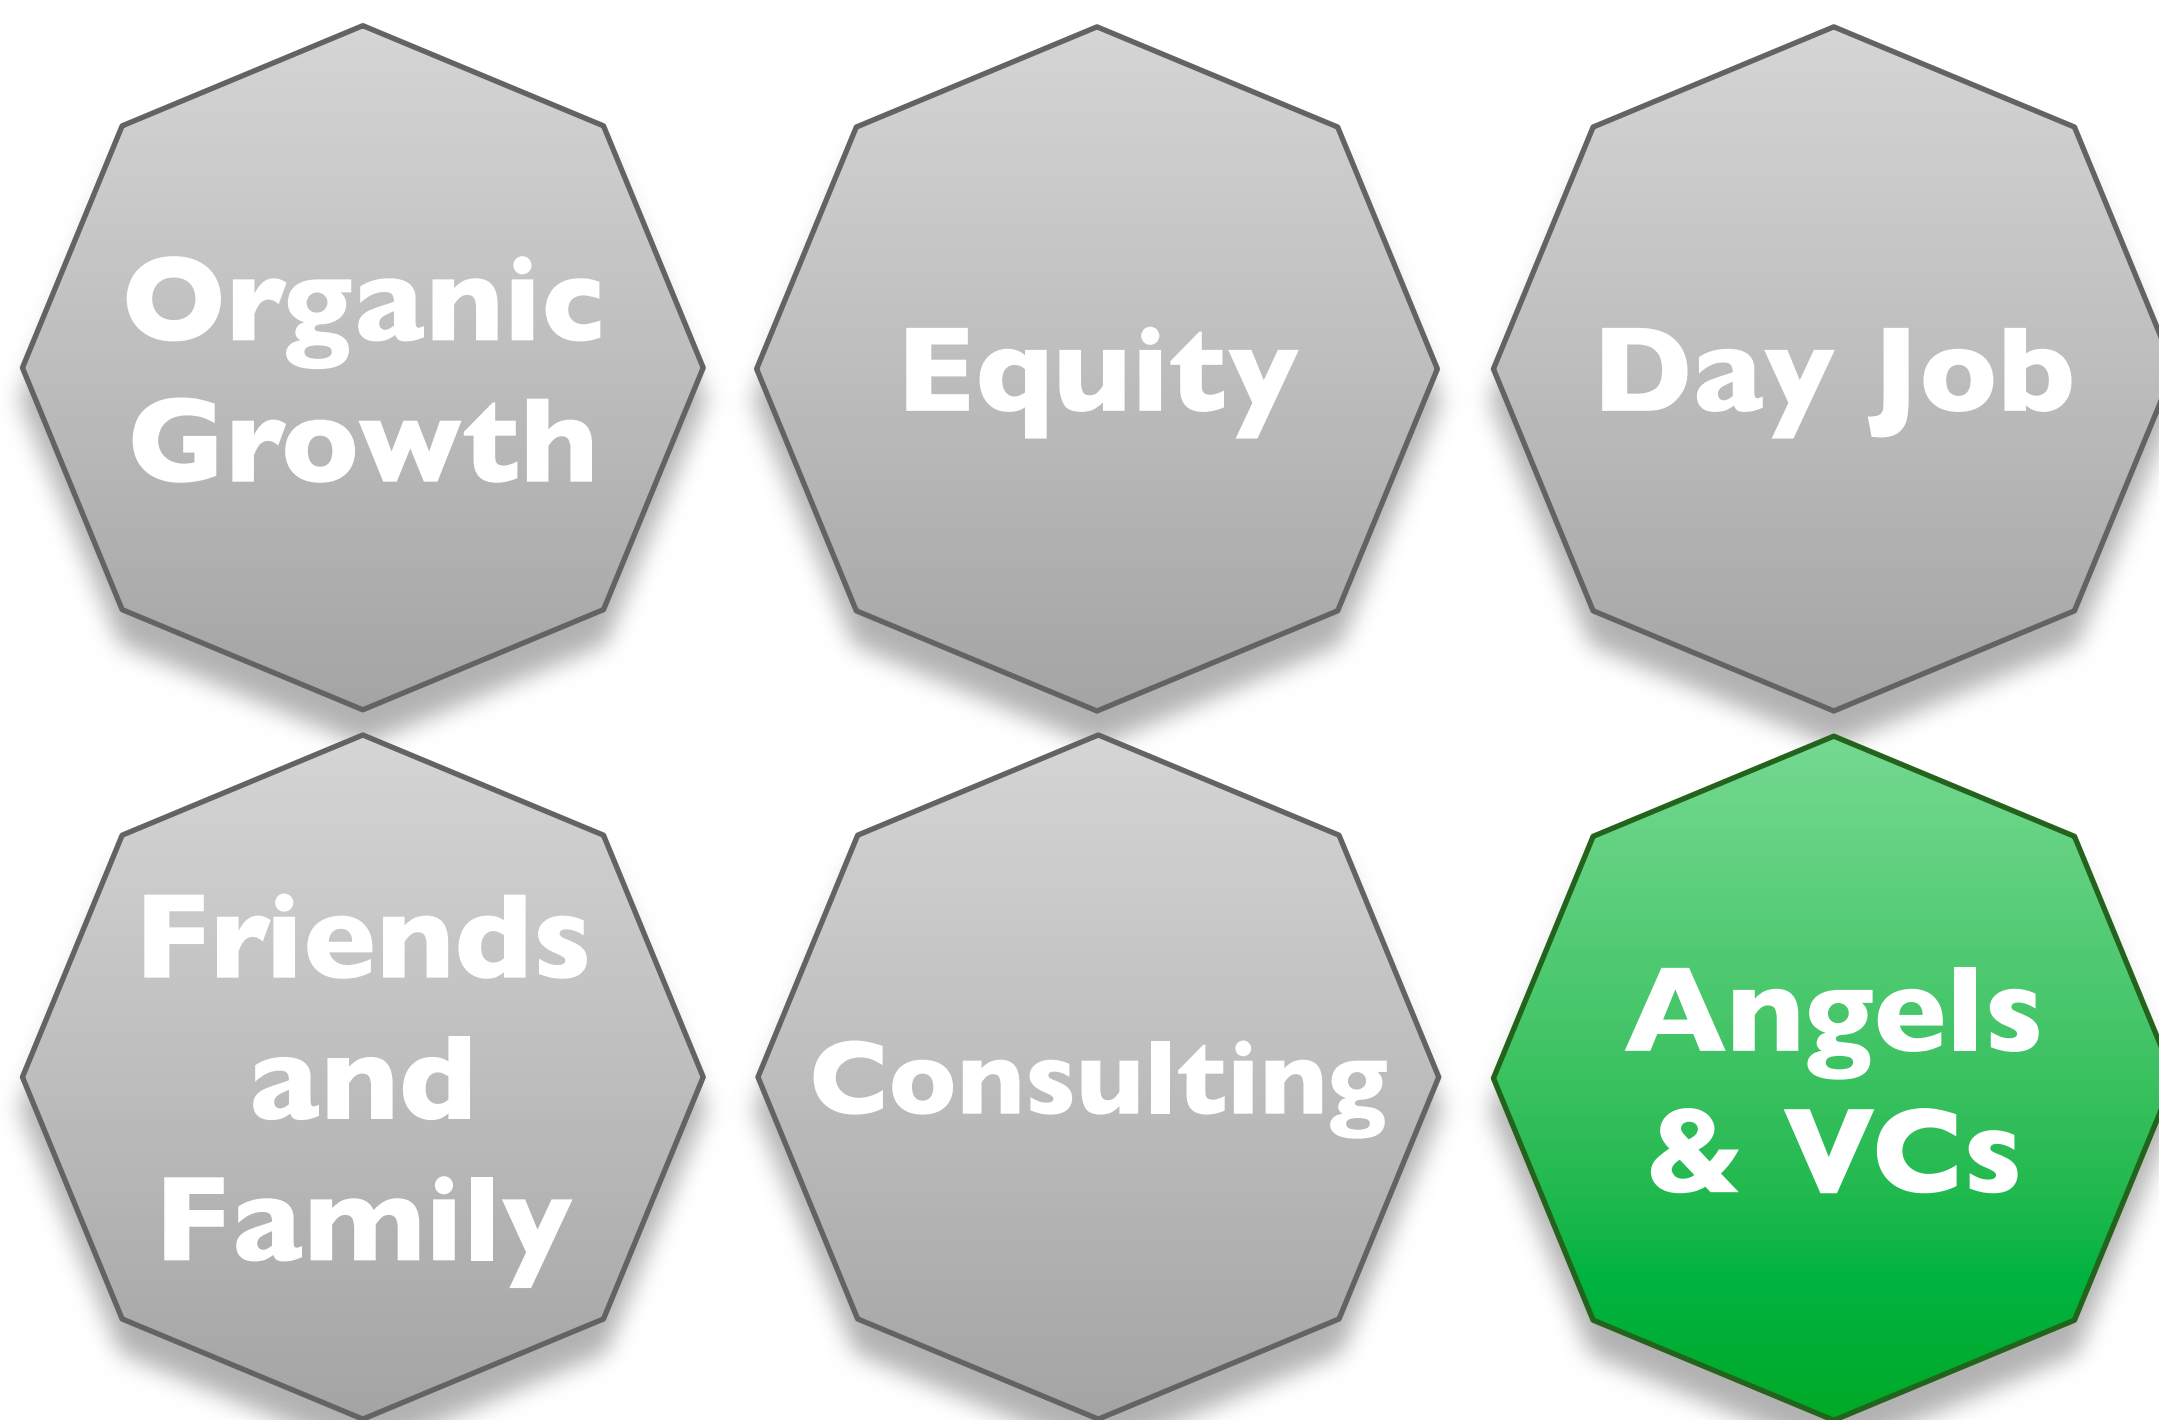 Organic
Growth
Equity
Day Job
Friends
and
Family
Consulting
Angels
& VCs